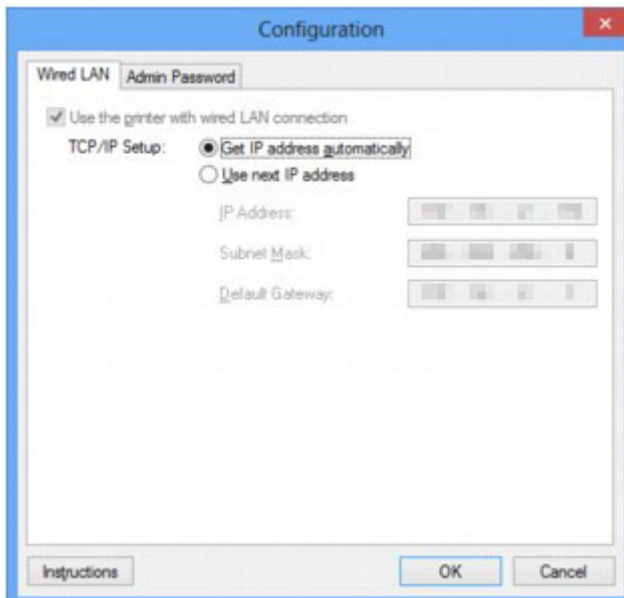 Configuration
Wired LAN
Admin Password
Use the printer with wired LAN connection
TCP/IP Setup:
Get IP address automatically
Use next IP address
IP Address:
Subnet Mask:
Default Gateway:
Instructions
OK
Cancel